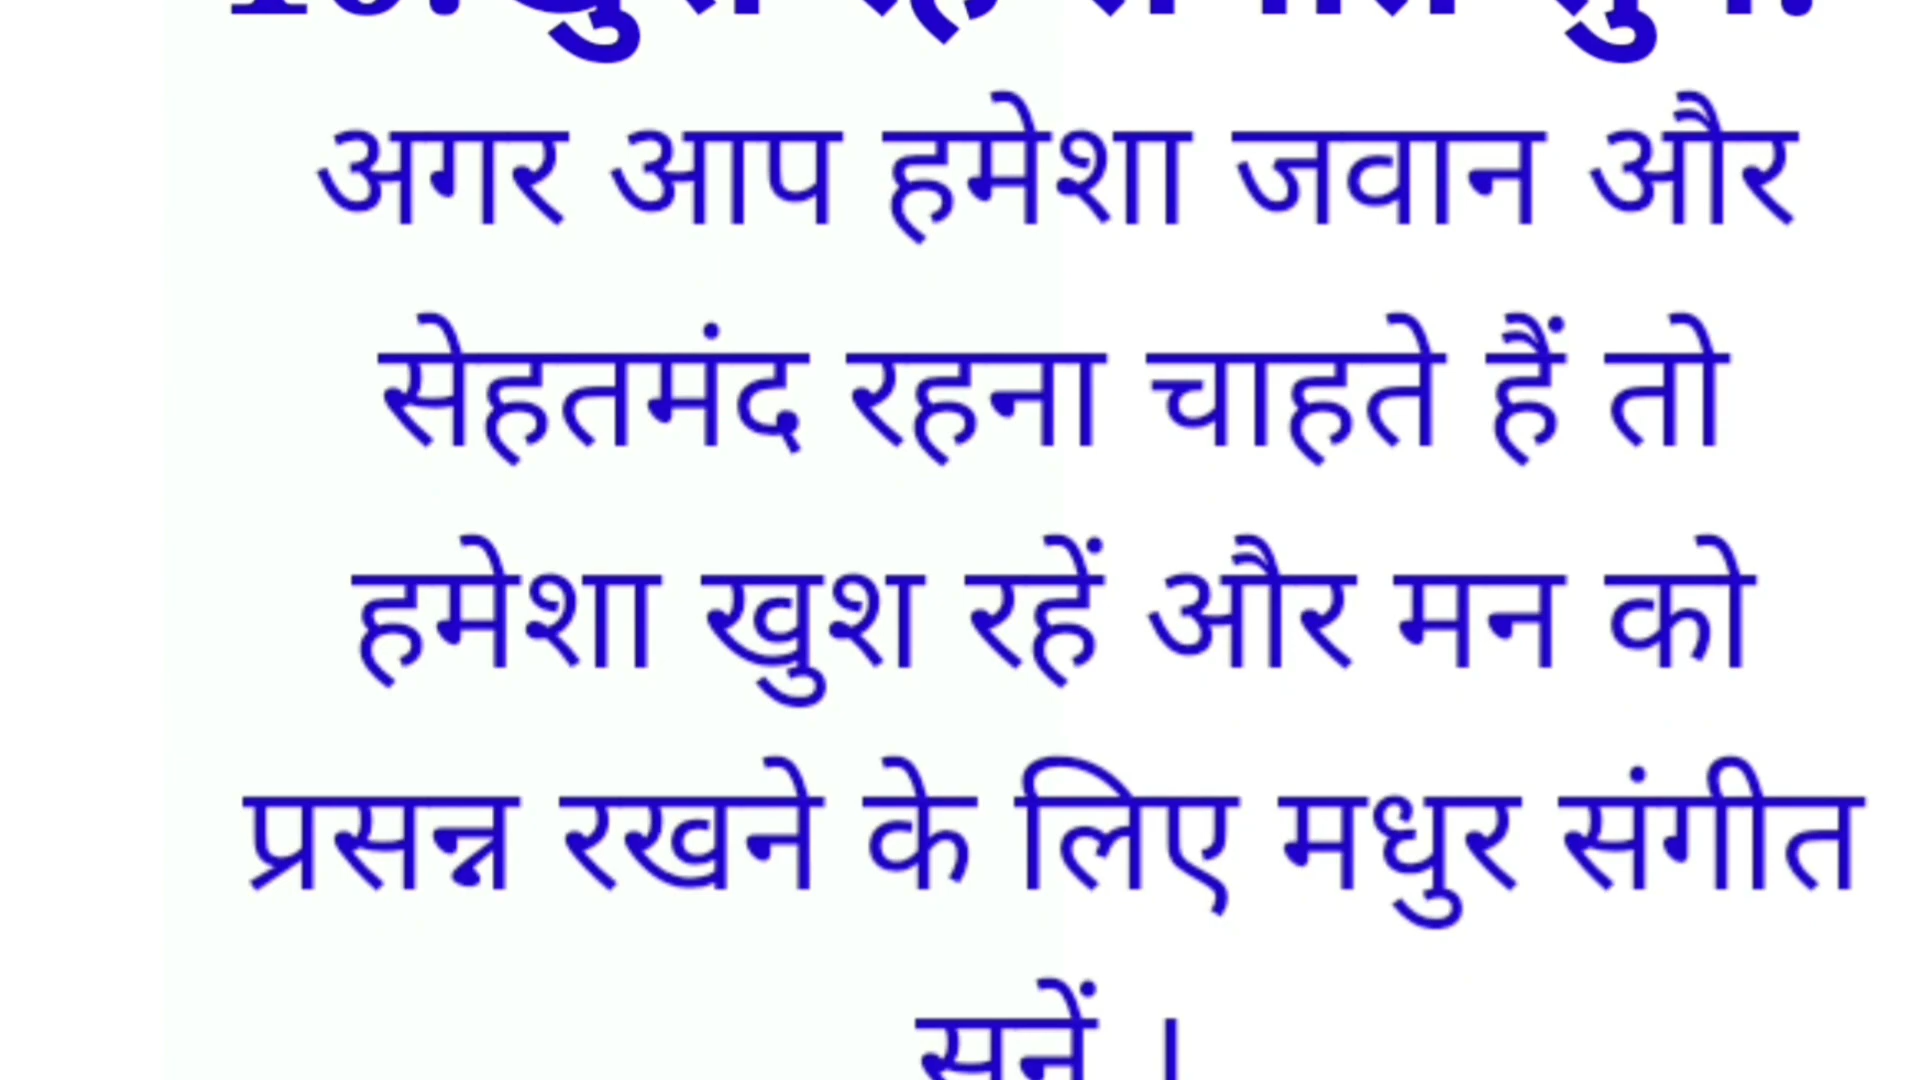 अगर आप हमेशा जवान और
सेहतमंद रहना चाहते हैं तो
हमेशा खुश रहें और मन को
प्रसन्न रखने के लिए मधुर संगीत
सुनें ।